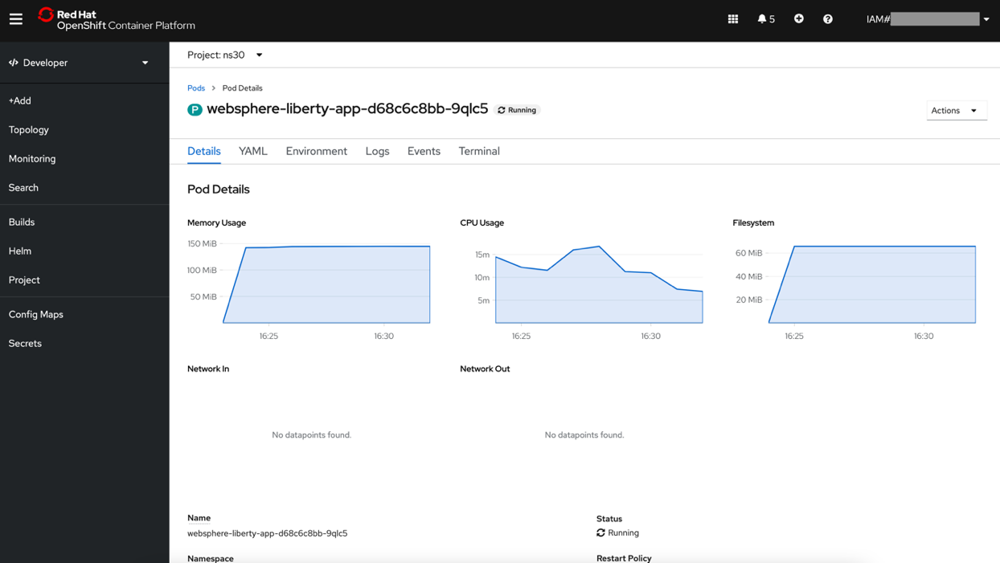 Red Hat
OpenShift Container Platform
5
IAM#
Developer
Project: ns30
+Add
Topology
Monitoring
Search
Builds
Helm
Project
Config Maps
Secrets
Pods > Pod Details
P websphere-liberty-app-d68c6c8bb-9qlc5 Running
Actions
Details YAML Environment Logs Events Terminal
Pod Details
Memory Usage
150 MiB
100 MiB
50 MiB
16:25 16:30
CPU Usage
15m
10m
5m
16:25 16:30
Filesystem
60 MiB
40 MiB
20 MiB
16:25 16:30
Network In
No datapoints found.
Network Out
No datapoints found.
Name
websphere-liberty-app-d68c6c8bb-9qlc5
Status
Running
Namespace
Restart Policy